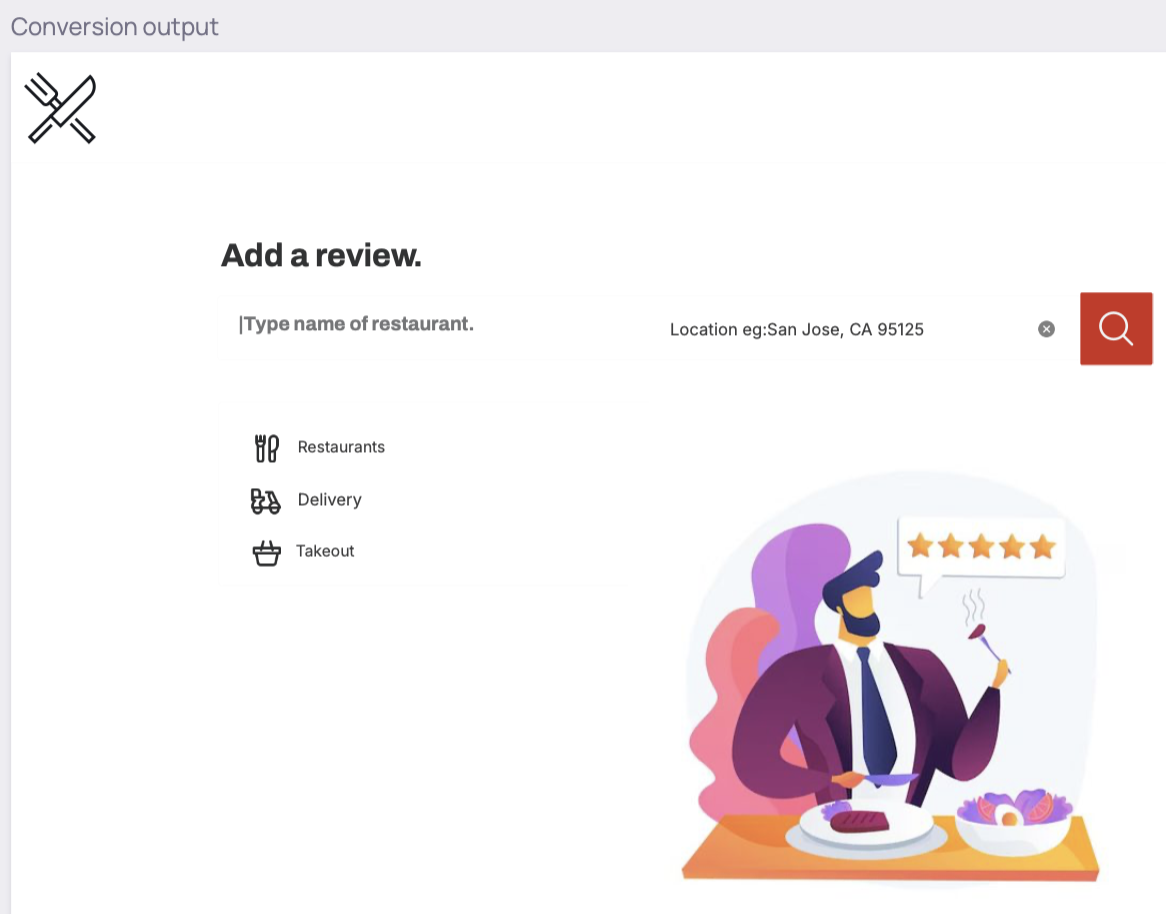 Conversion output
Add a review.
|Type name of restaurant.
Location eg:San Jose, CA 95125
Restaurants
Delivery
Takeout